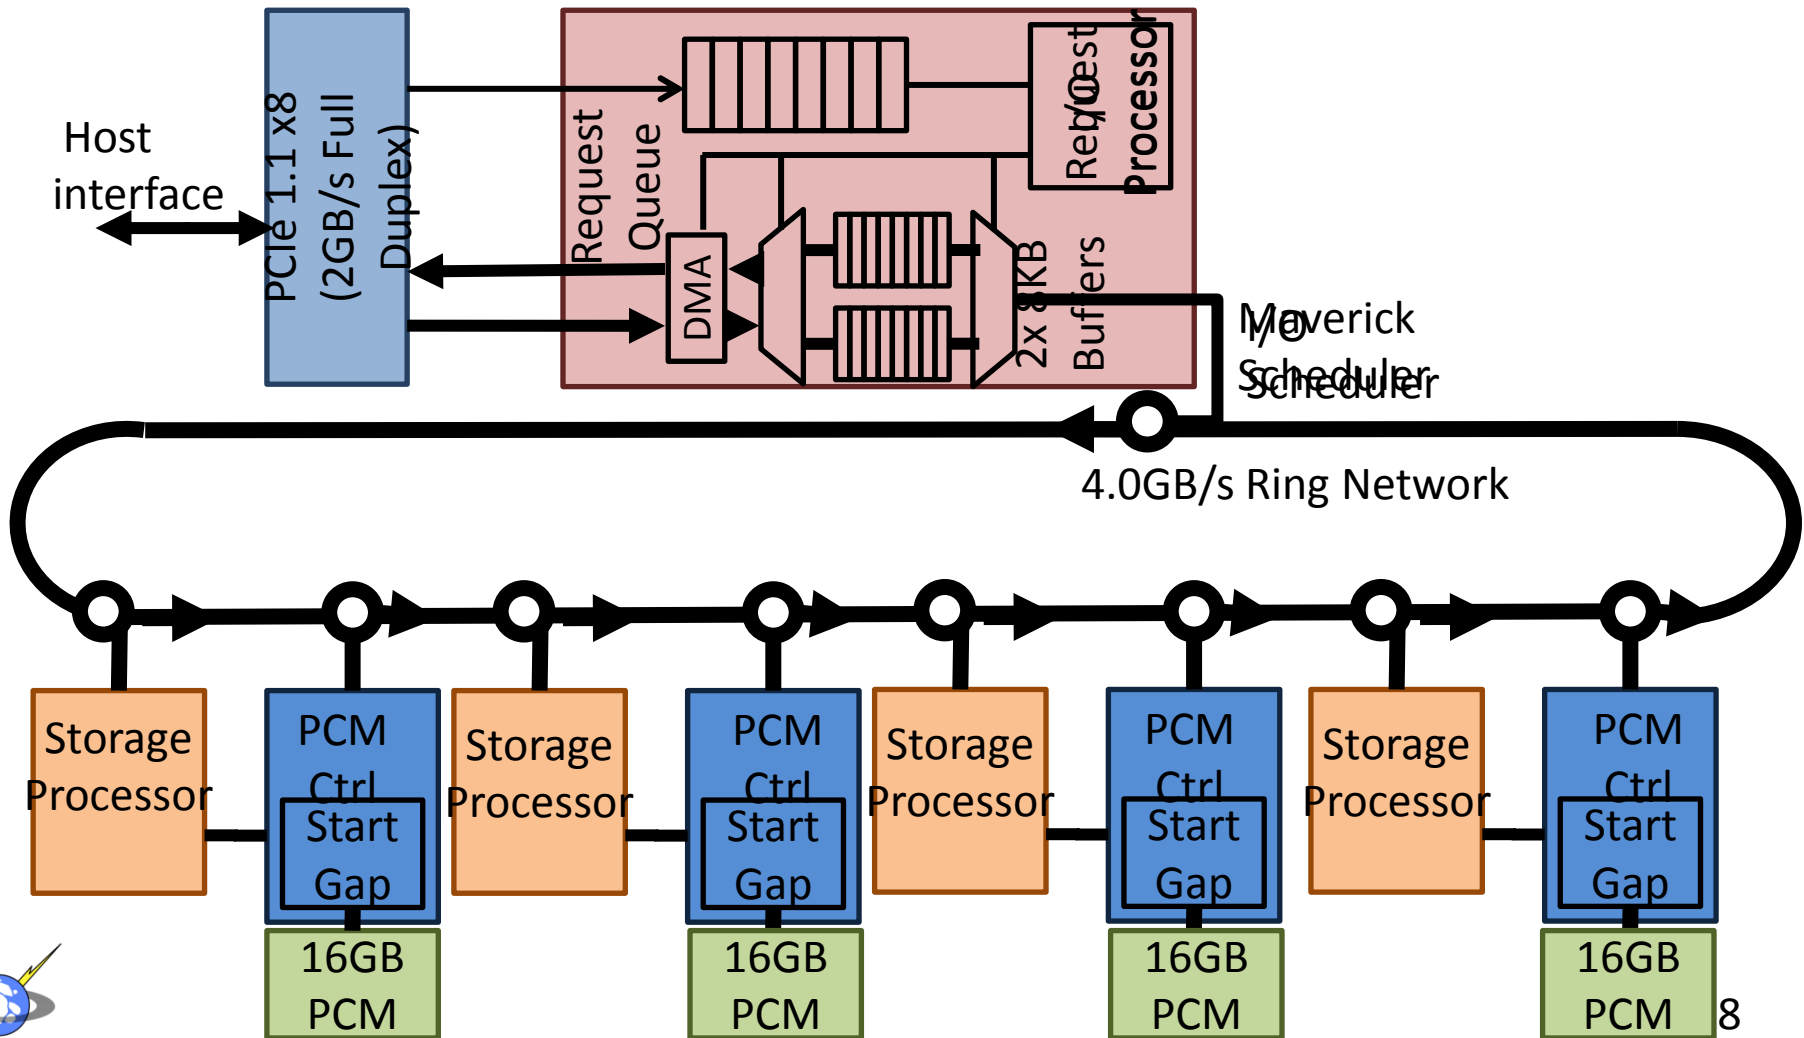 Host
interface
PCIe 1.1 x8
(2GB/s Full
Duplex)
Request
Queue
DMA
2x 8KB
Buffers
I/O
Request
Processor
Maverick
Scheduler
I/O
Scheduler
4.0GB/s Ring Network
Storage
Processor
PCM
Ctrl
Start
Gap
16GB
PCM
Storage
Processor
PCM
Ctrl
Start
Gap
16GB
PCM
Storage
Processor
PCM
Ctrl
Start
Gap
16GB
PCM
Storage
Processor
PCM
Ctrl
Start
Gap
16GB
PCM
8